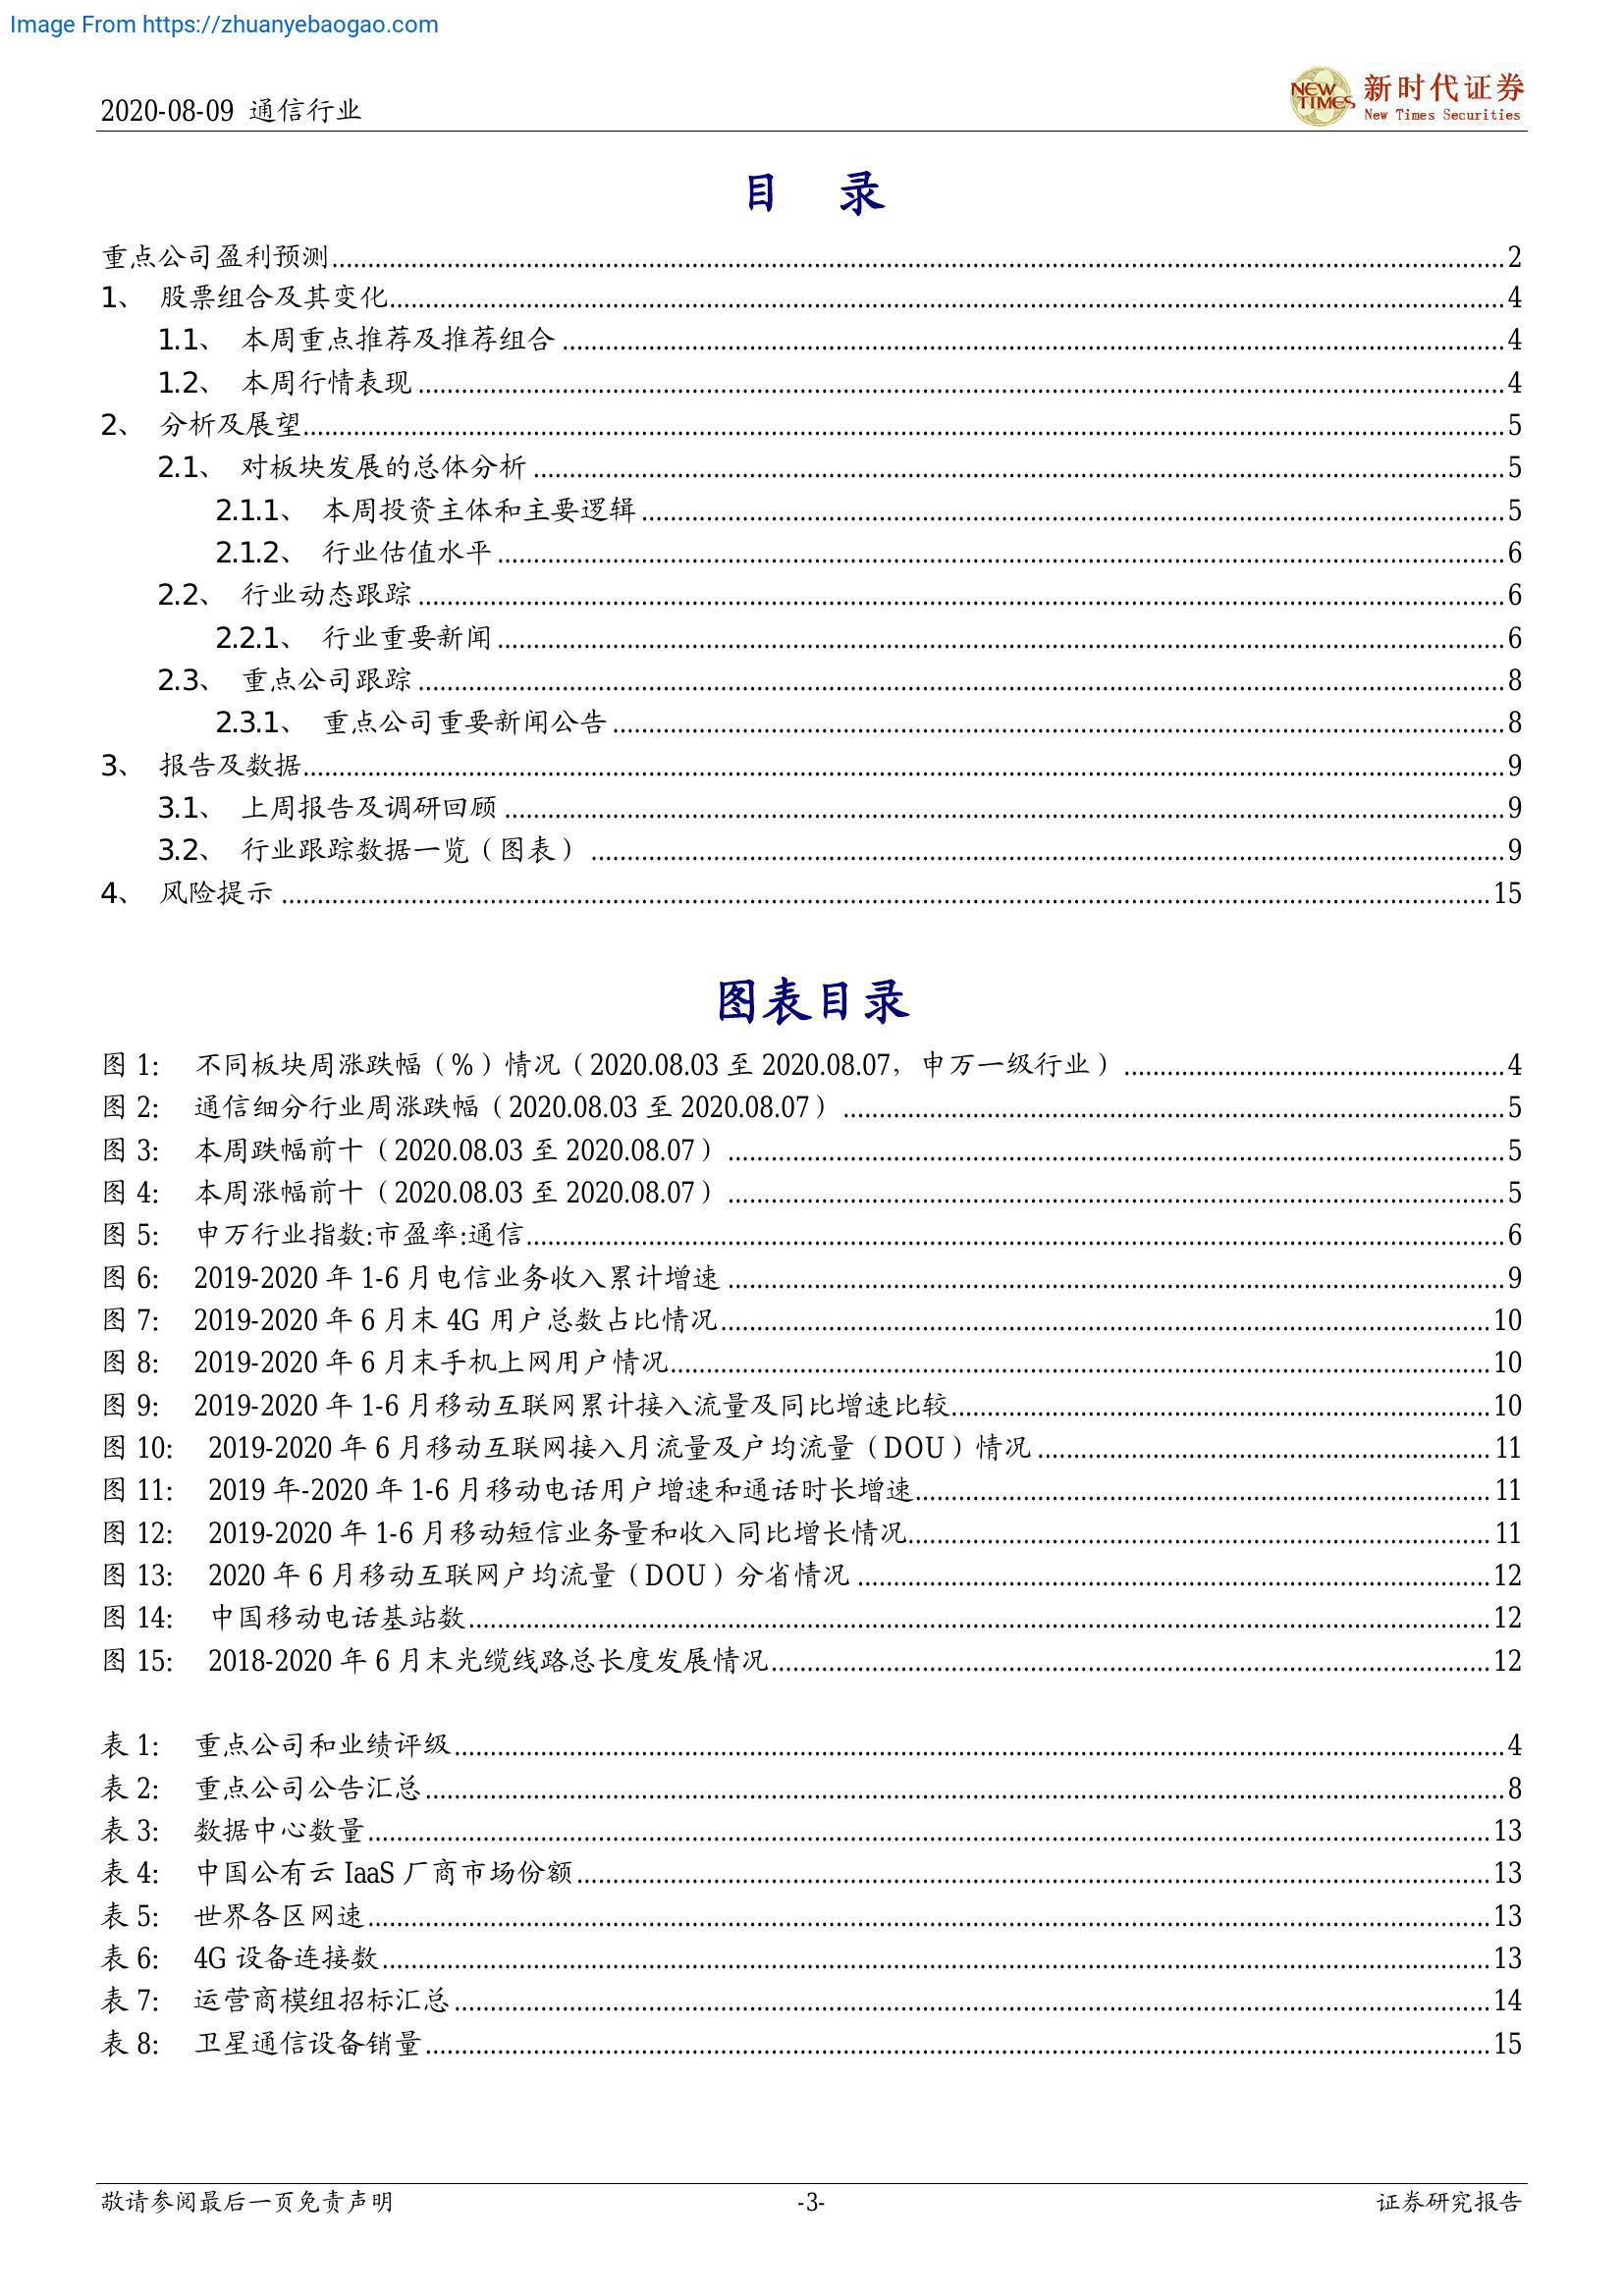 Image From https://zhuanyebaogao.com
2020-08-09 通信行业
NEW TIMES 新时代证券
New Times Securities
目 录
重点公司盈利预测 2
1、 股票组合及其变化 4
1.1、 本周重点推荐及推荐组合 4
1.2、 本周行情表现 4
2、 分析及展望 5
2.1、 对板块发展的总体分析 5
2.1.1、 本周投资主体和主要逻辑 5
2.1.2、 行业估值水平 6
2.2、 行业动态跟踪 6
2.2.1、 行业重要新闻 6
2.3、 重点公司跟踪 8
2.3.1、 重点公司重要新闻公告 8
3、 报告及数据 9
3.1、 上周报告及调研回顾 9
3.2、 行业跟踪数据一览（图表） 9
4、 风险提示 15
图表目录
图 1: 不同板块周涨跌幅（%）情况（2020.08.03 至 2020.08.07，申万一级行业） 4
图 2: 通信细分行业周涨跌幅（2020.08.03 至 2020.08.07） 5
图 3: 本周跌幅前十（2020.08.03 至 2020.08.07） 5
图 4: 本周涨幅前十（2020.08.03 至 2020.08.07） 5
图 5: 申万行业指数:市盈率:通信 6
图 6: 2019-2020 年 1-6 月电信业务收入累计增速 9
图 7: 2019-2020 年 6 月末 4G 用户总数占比情况 10
图 8: 2019-2020 年 6 月末手机上网用户情况 10
图 9: 2019-2020 年 1-6 月移动互联网累计接入流量及同比增速比较 10
图 10: 2019-2020 年 6 月移动互联网接入月流量及户均流量（DOU）情况 11
图 11: 2019 年-2020 年 1-6 月移动电话用户增速和通话时长增速 11
图 12: 2019-2020 年 1-6 月移动短信业务量和收入同比增长情况 11
图 13: 2020 年 6 月移动互联网户均流量（DOU）分省情况 12
图 14: 中国移动电话基站数 12
图 15: 2018-2020 年 6 月末光缆线路总长度发展情况 12
表 1: 重点公司和业绩评级 4
表 2: 重点公司公告汇总 8
表 3: 数据中心数量 13
表 4: 中国公有云 IaaS 厂商市场份额 13
表 5: 世界各区网速 13
表 6: 4G 设备连接数 13
表 7: 运营商模组招标汇总 14
表 8: 卫星通信设备销量 15
敬请参阅最后一页免责声明 -3- 证券研究报告